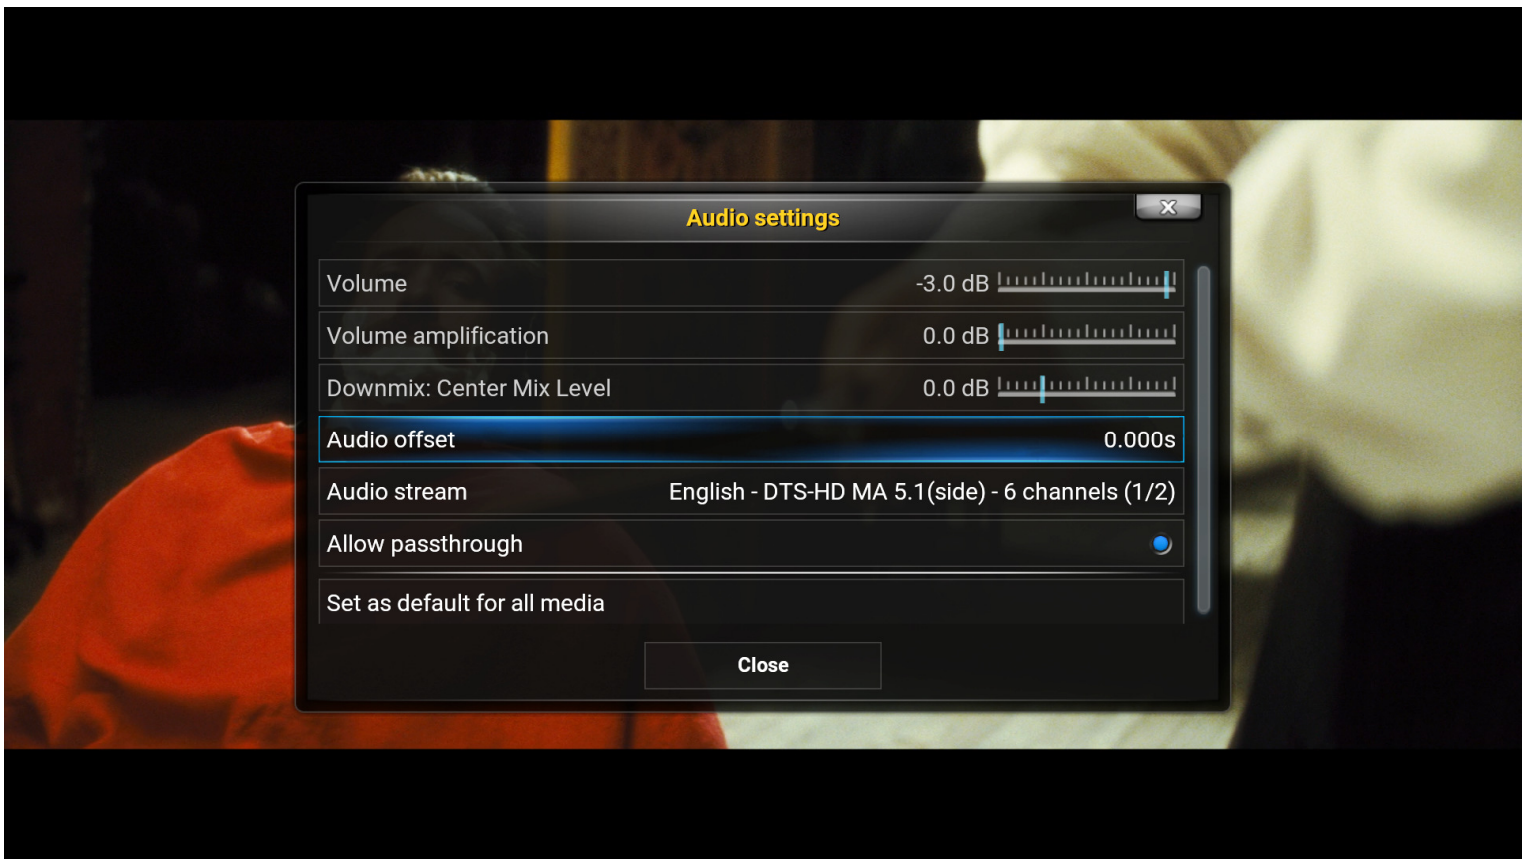 Audio settings
Volume -3.0 dB
Volume amplification 0.0 dB
Downmix: Center Mix Level 0.0 dB
Audio offset 0.000s
Audio stream English - DTS-HD MA 5.1(side) - 6 channels (1/2)
Allow passthrough
Set as default for all media
Close